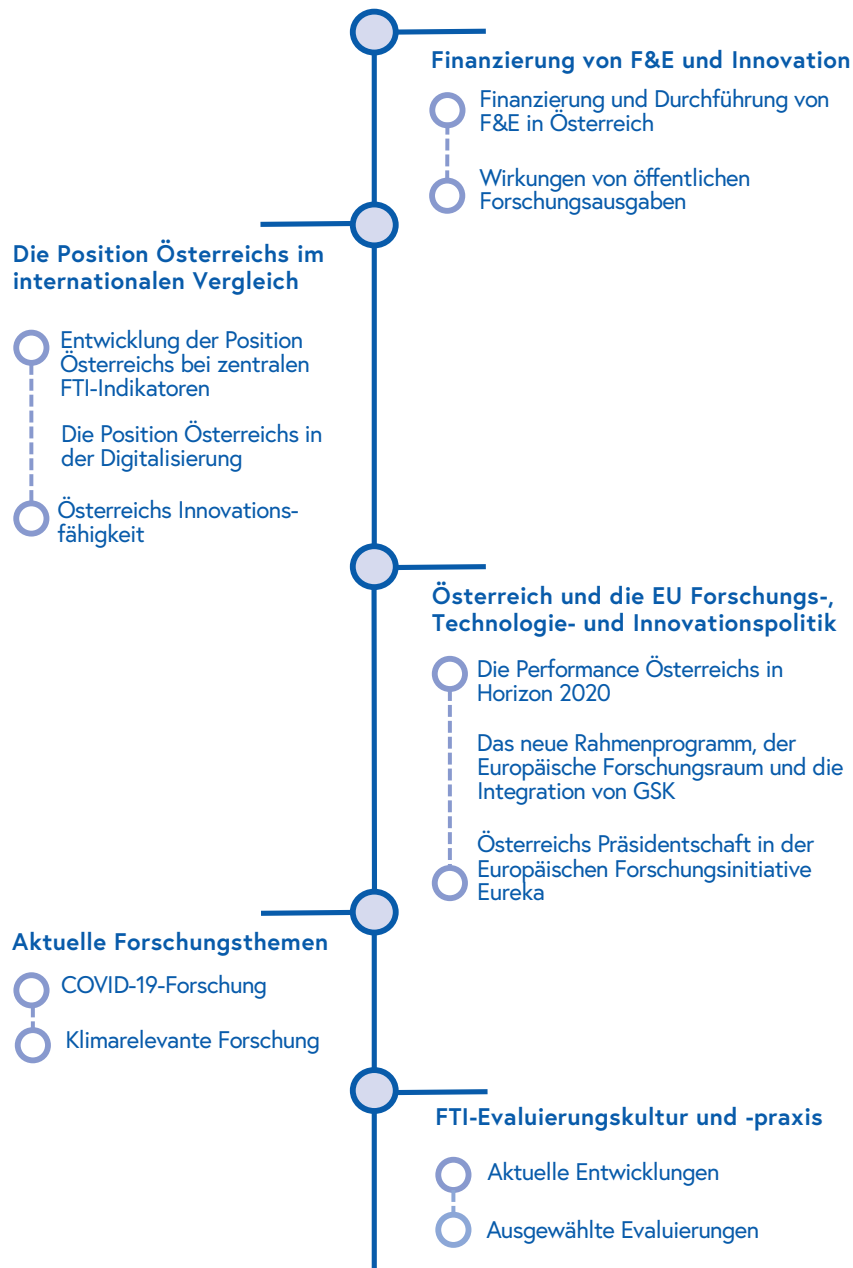 Finanzierung von F&E und Innovation
Finanzierung und Durchführung von
F&E in Österreich
Wirkungen von öffentlichen
Forschungsausgaben
Die Position Österreichs im
internationalen Vergleich
Entwicklung der Position
Österreichs bei zentralen
FTI-Indikatoren
Die Position Österreichs in
der Digitalisierung
Österreichs Innovations-
fähigkeit
Österreich und die EU Forschungs-,
Technologie- und Innovationspolitik
Die Performance Österreichs in
Horizon 2020
Das neue Rahmenprogramm, der
Europäische Forschungsraum und die
Integration von GSK
Österreichs Präsidentschaft in der
Europäischen Forschungsinitiative
Eureka
Aktuelle Forschungsthemen
COVID-19-Forschung
Klimarelevante Forschung
FTI-Evaluierungskultur und -praxis
Aktuelle Entwicklungen
Ausgewählte Evaluierungen